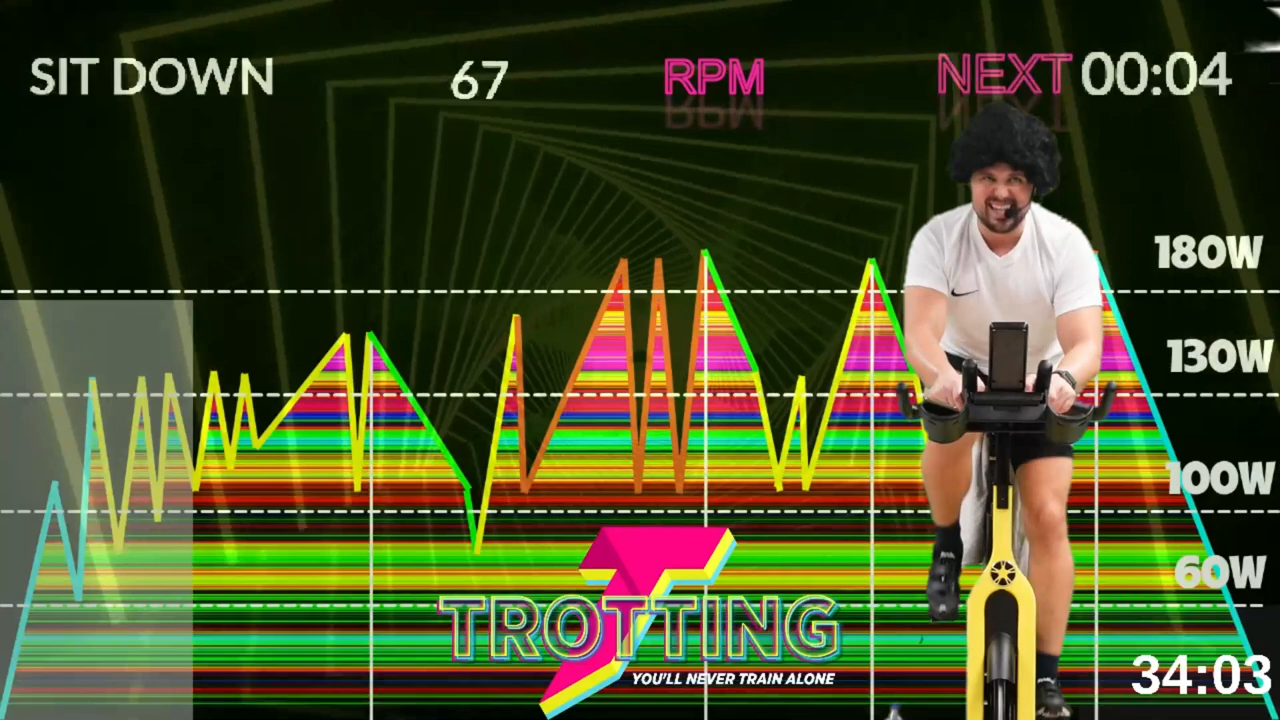 SIT DOWN
67
RPM
NEXT 00:04
180W
130W
100W
60W
TROTTING
YOU'LL NEVER TRAIN ALONE
34:03